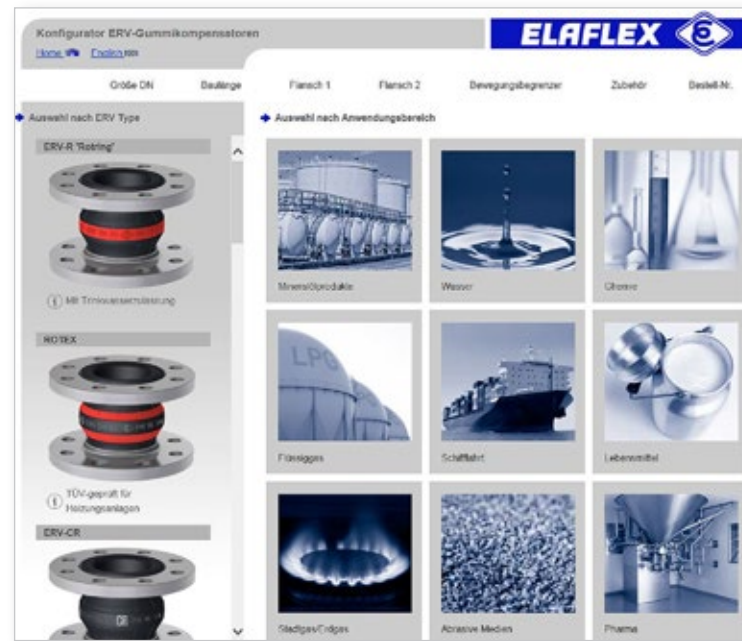 Konfigurator ERV-Gummikompensatoren
Home
English
ELAFLEX
Größe DN
Baulänge
Flansch 1
Flansch 2
Bewegungsbegrenzer
Zubehör
Bestell-Nr.
Auswahl nach ERV Type
Auswahl nach Anwendungsbereich
ERV-R 'Rotring'
Mit Trinkwasserzulassung
ROTEX
TÜV-geprüft für
Heizungsanlagen
ERV-CR
Mineralölprodukte
Wasser
Chemie
LPG
Flüssiggas
Schifffahrt
Lebensmittel
Stadtgas/Erdgas
Abrasive Medien
Pharma